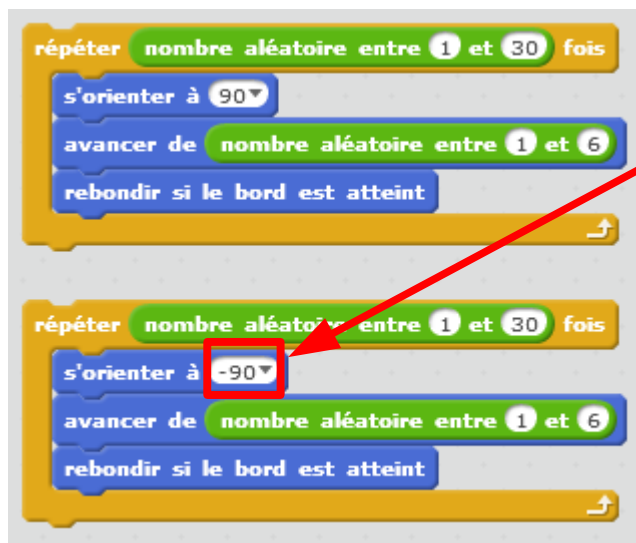 répéter nombre aléatoire entre 1 et 30 fois
s'orienter à 90
avancer de nombre aléatoire entre 1 et 6
rebondir si le bord est atteint
répéter nombre aléatoire entre 1 et 30 fois
s'orienter à -90
avancer de nombre aléatoire entre 1 et 6
rebondir si le bord est atteint